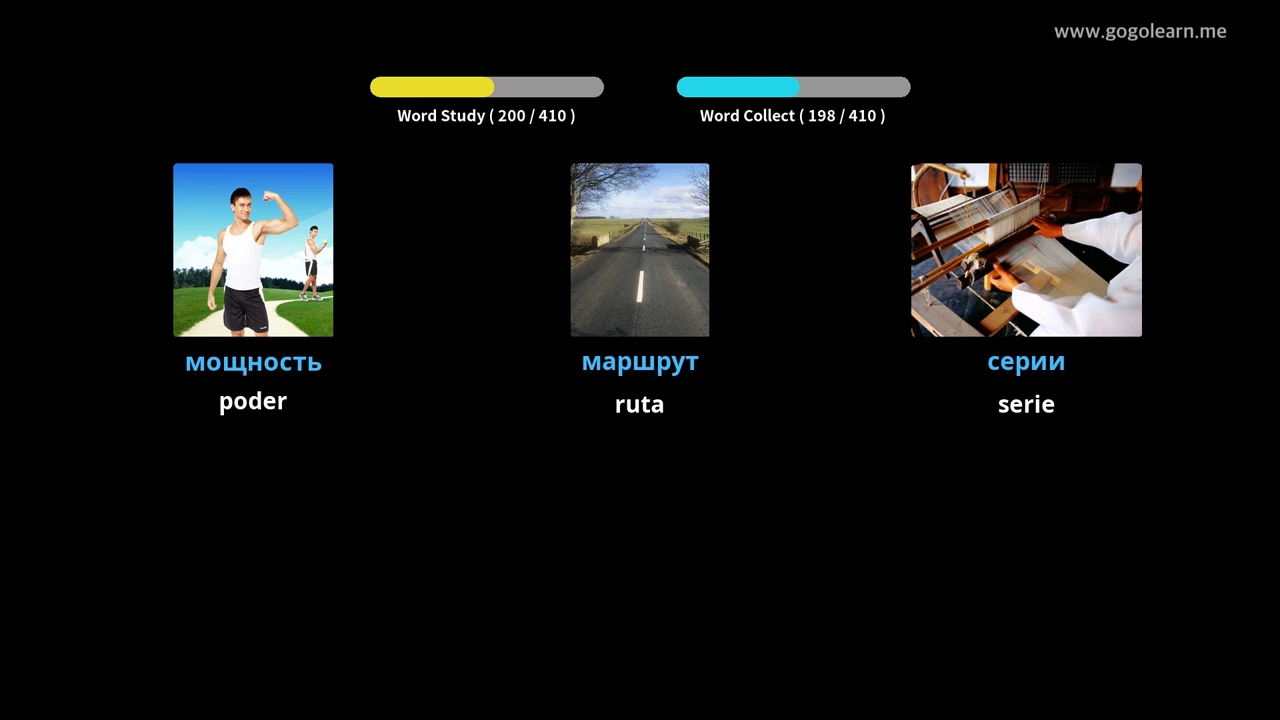 www.gogolearn.me
Word Study ( 200 / 410 )
Word Collect ( 198 / 410 )
мощность
маршрут
серии
poder
ruta
serie